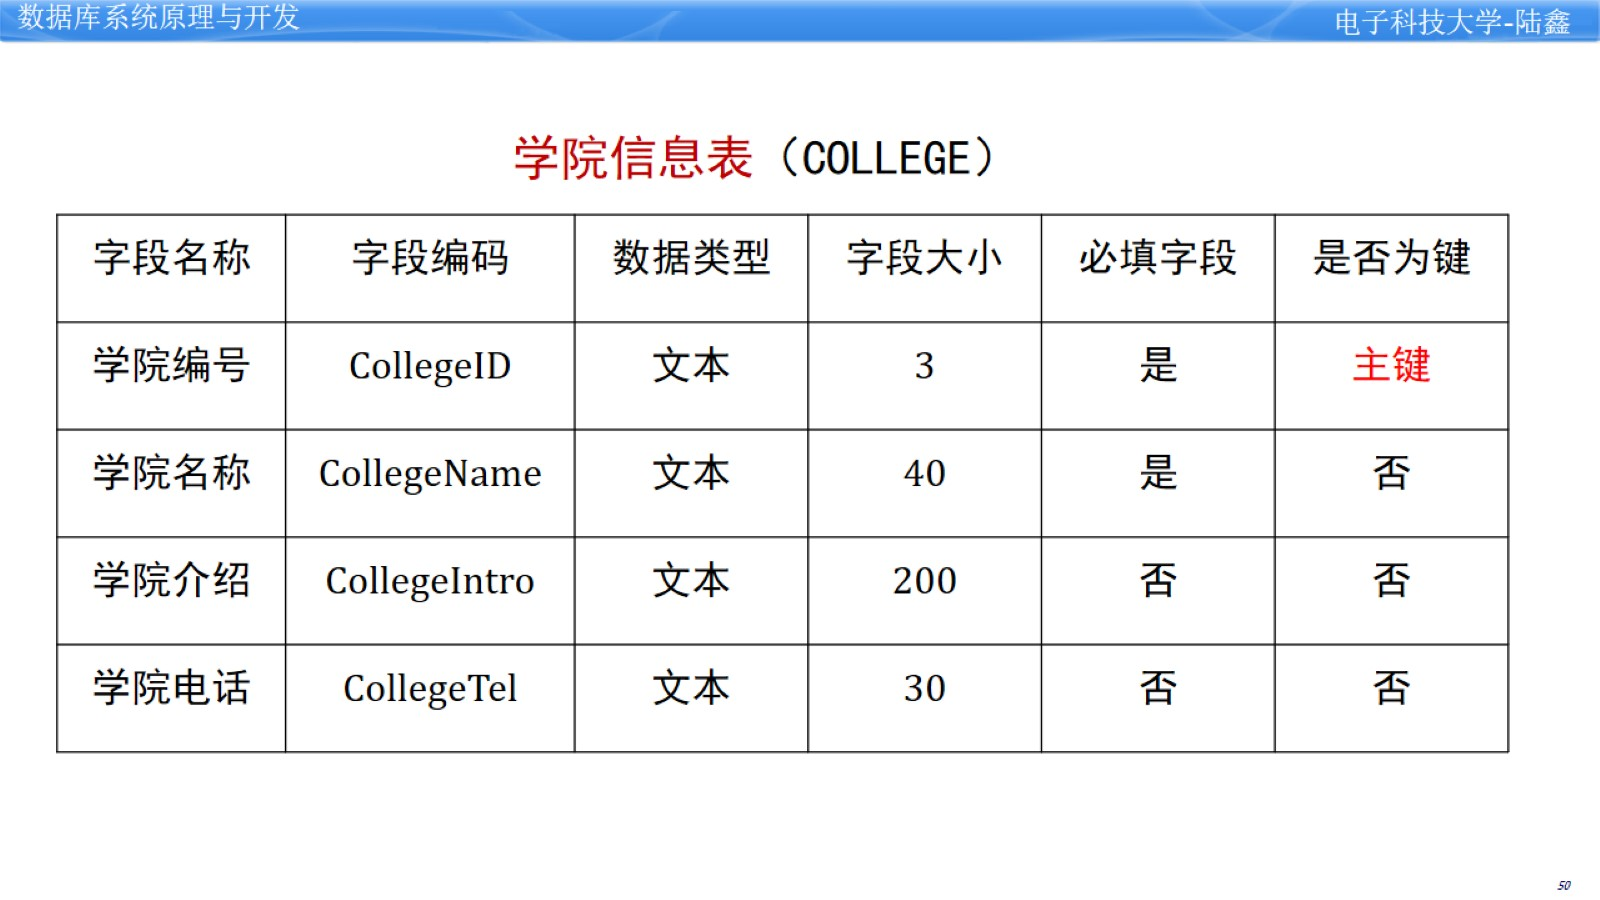 数据库系统原理与开发
电子科技大学-陆鑫
学院信息表（COLLEGE）
字段名称 字段编码 数据类型 字段大小 必填字段 是否为键
学院编号 CollegeID 文本 3 是 主键
学院名称 CollegeName 文本 40 是 否
学院介绍 CollegeIntro 文本 200 否 否
学院电话 CollegeTel 文本 30 否 否
50